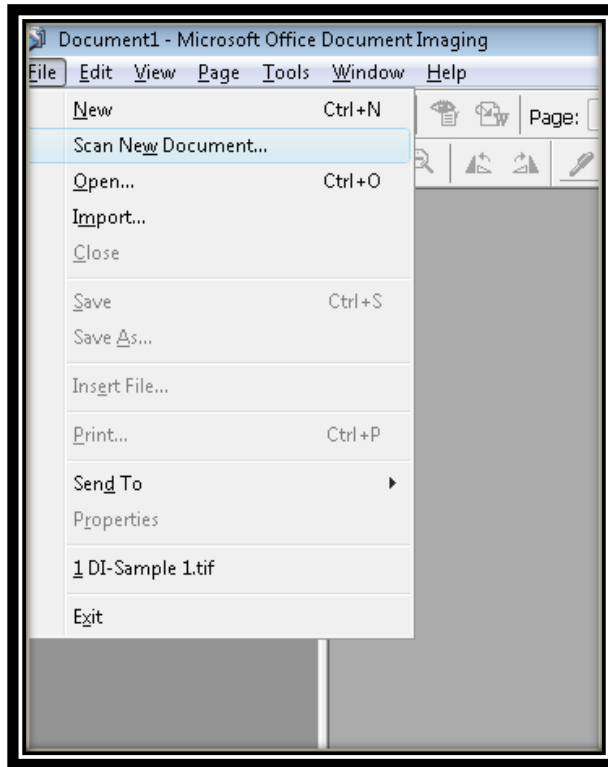 Document1 - Microsoft Office Document Imaging
File Edit View Page Tools Window Help
Page:
New Ctrl+N
Scan New Document...
Open... Ctrl+O
Import...
Close
Save Ctrl+S
Save As...
Insert File...
Print... Ctrl+P
Send To
Properties
1 DI-Sample 1.tif
Exit